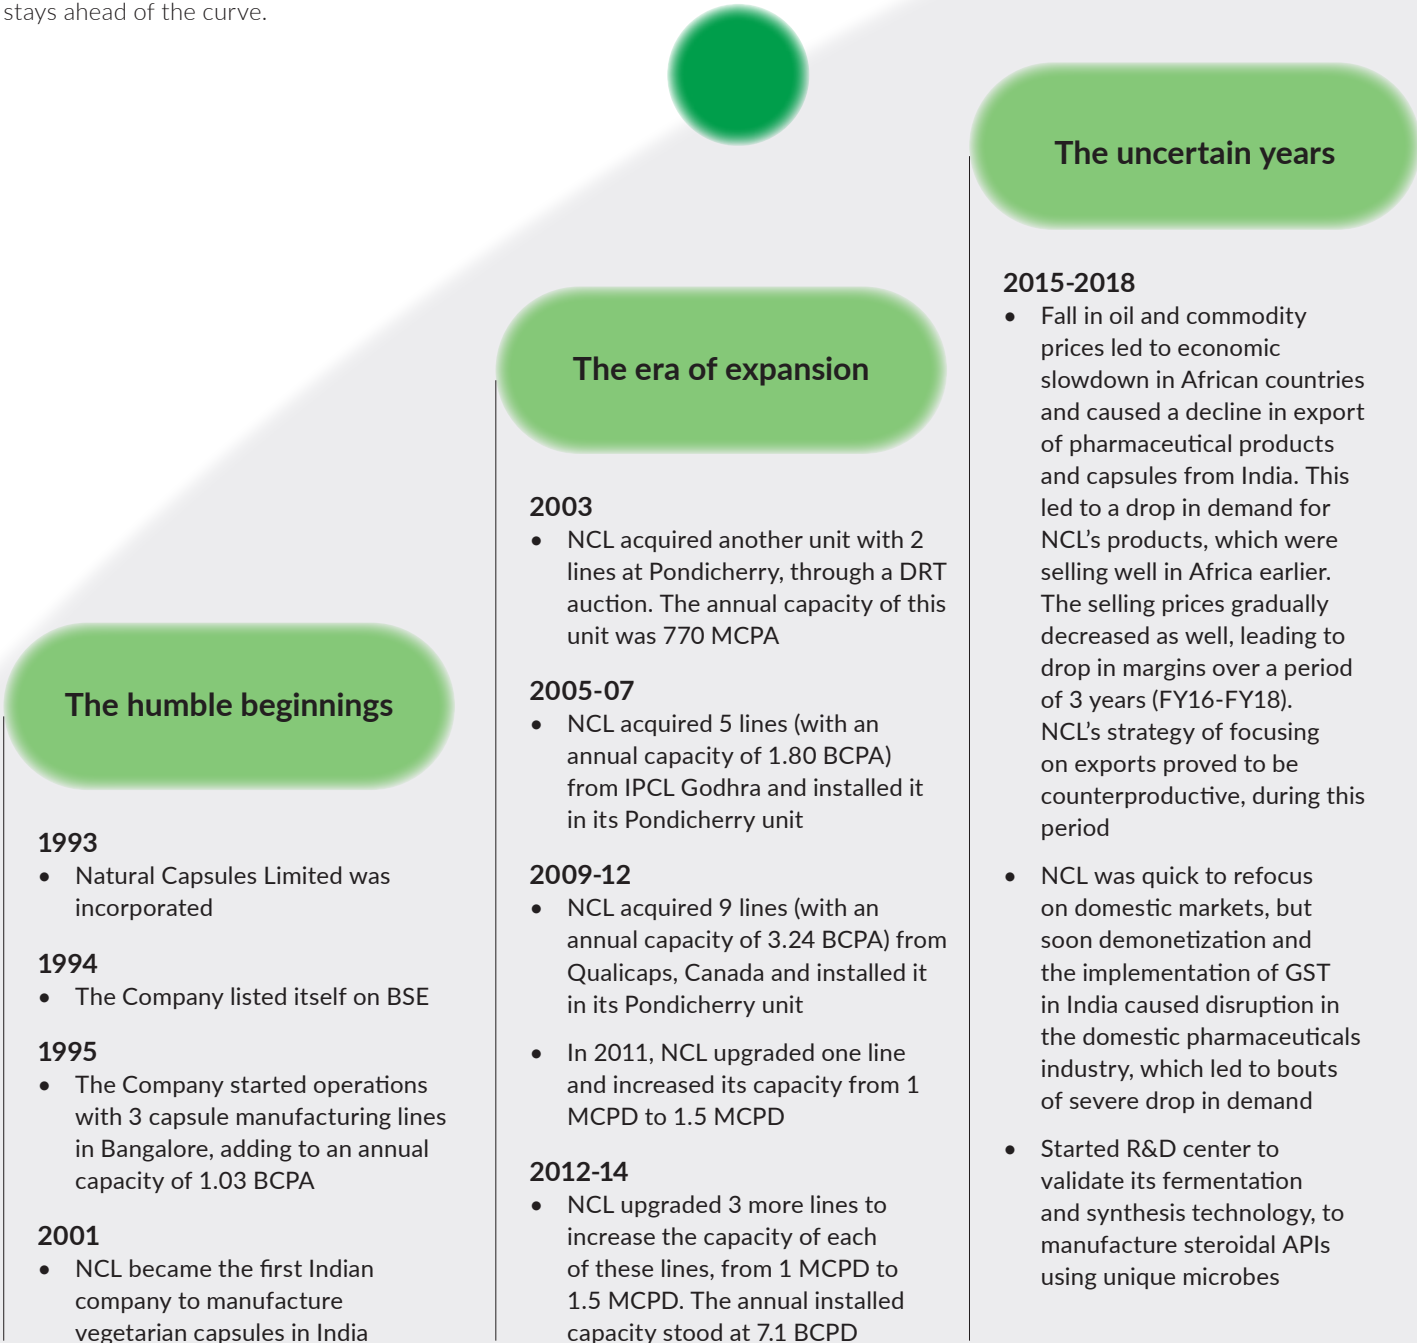 stays ahead of the curve.
The humble beginnings
1993
• Natural Capsules Limited was
incorporated
1994
• The Company listed itself on BSE
1995
• The Company started operations
with 3 capsule manufacturing lines
in Bangalore, adding to an annual
capacity of 1.03 BCPA
2001
• NCL became the first Indian
company to manufacture
vegetarian capsules in India
The era of expansion
2003
• NCL acquired another unit with 2
lines at Pondicherry, through a DRT
auction. The annual capacity of this
unit was 770 MCPA
2005-07
• NCL acquired 5 lines (with an
annual capacity of 1.80 BCPA)
from IPCL Godhra and installed it
in its Pondicherry unit
2009-12
• NCL acquired 9 lines (with an
annual capacity of 3.24 BCPA) from
Qualicaps, Canada and installed it
in its Pondicherry unit
• In 2011, NCL upgraded one line
and increased its capacity from 1
MCPD to 1.5 MCPD
2012-14
• NCL upgraded 3 more lines to
increase the capacity of each
of these lines, from 1 MCPD to
1.5 MCPD. The annual installed
capacity stood at 7.1 BCPD
The uncertain years
2015-2018
• Fall in oil and commodity
prices led to economic
slowdown in African countries
and caused a decline in export
of pharmaceutical products
and capsules from India. This
led to a drop in demand for
NCL’s products, which were
selling well in Africa earlier.
The selling prices gradually
decreased as well, leading to
drop in margins over a period
of 3 years (FY16-FY18).
NCL’s strategy of focusing
on exports proved to be
counterproductive, during this
period
• NCL was quick to refocus
on domestic markets, but
soon demonetization and
the implementation of GST
in India caused disruption in
the domestic pharmaceuticals
industry, which led to bouts
of severe drop in demand
• Started R&D center to
validate its fermentation
and synthesis technology, to
manufacture steroidal APIs
using unique microbes